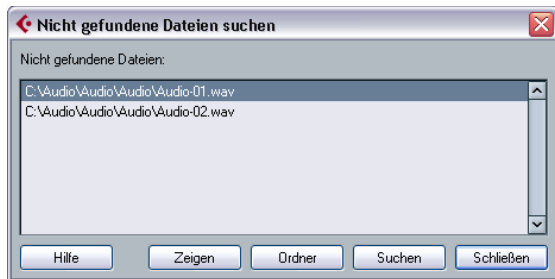 Nicht gefundene Dateien suchen
Nicht gefundene Dateien:
C:\Audio\Audio\Audio\Audio-01.wav
C:\Audio\Audio\Audio\Audio-02.wav
Hilfe Zeigen Ordner Suchen Schließen